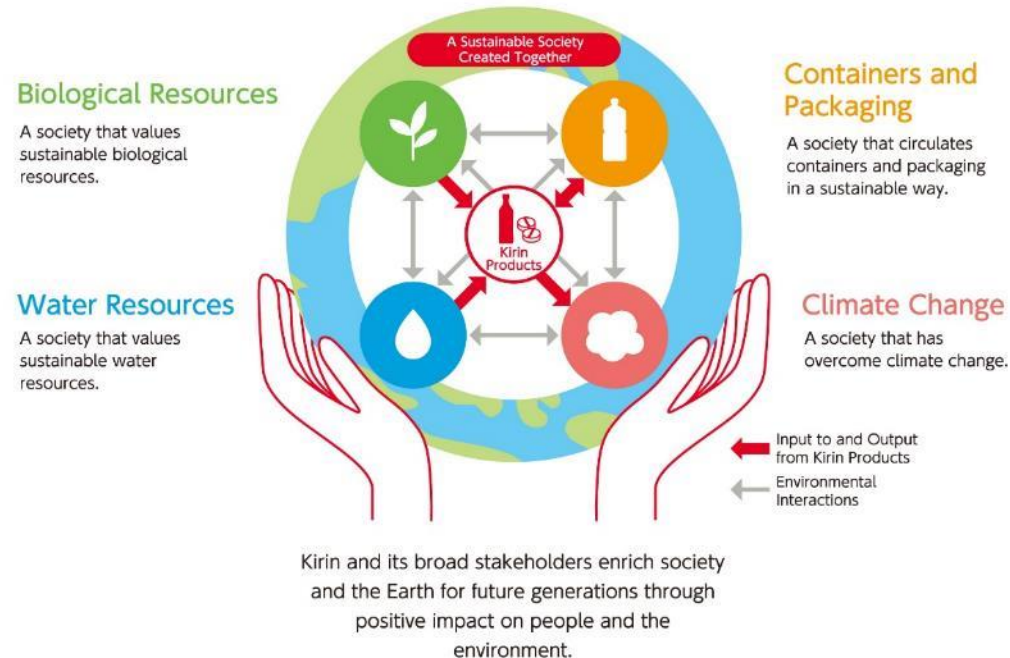 A Sustainable Society
Created Together
Biological Resources
A society that values
sustainable biological
resources.
Containers and
Packaging
A society that circulates
containers and packaging
in a sustainable way.
Kirin
Products
Water Resources
A society that values
sustainable water
resources.
Climate Change
A society that has
overcome climate change.
Input to and Output
from Kirin Products
Environmental
Interactions
Kirin and its broad stakeholders enrich society
and the Earth for future generations through
positive impact on people and the
environment.